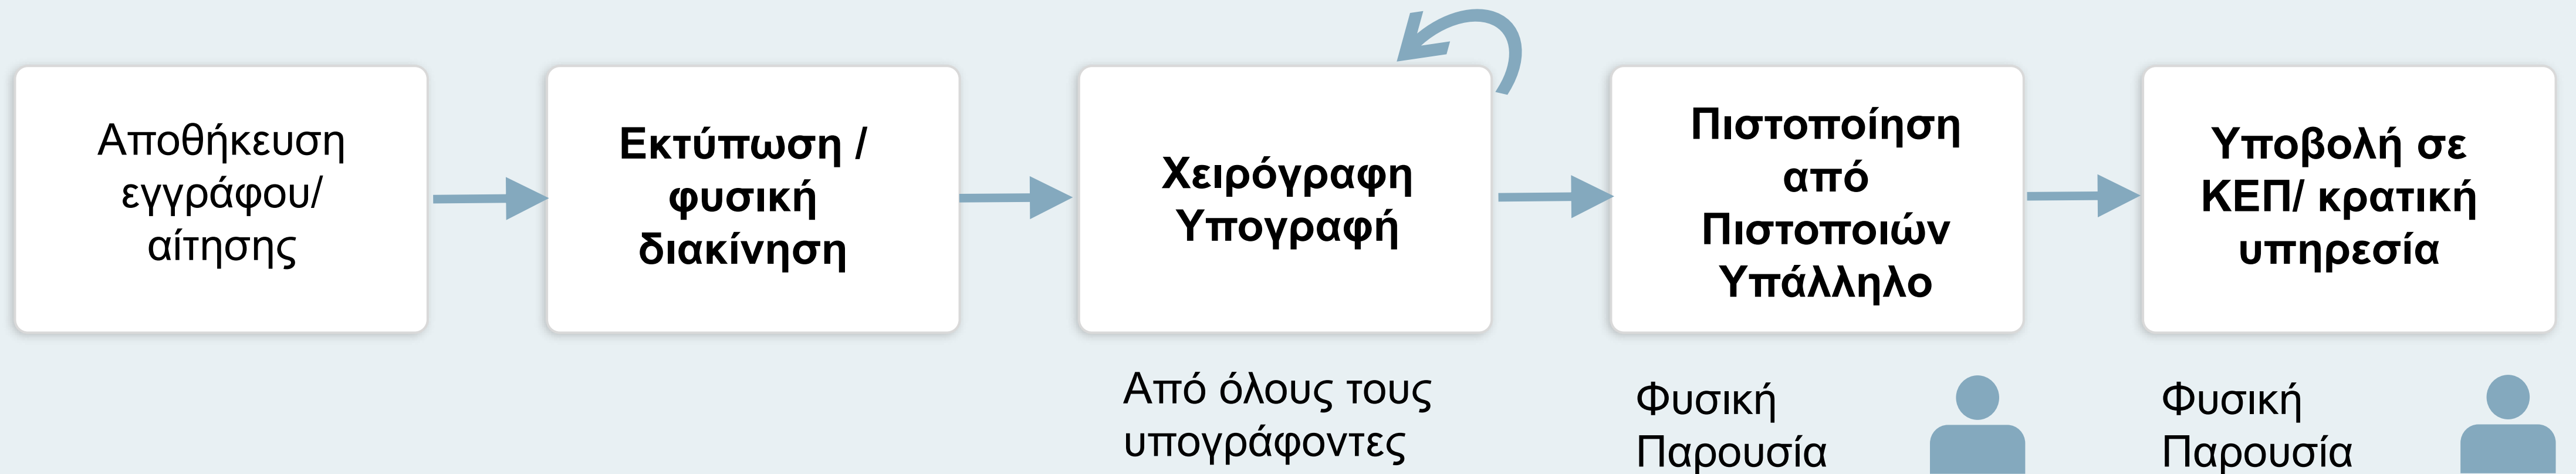 Αποθήκευση
εγγράφου/
αίτησης
Εκτύπωση /
φυσική
διακίνηση
Χειρόγραφη
Υπογραφή
Πιστοποίηση
από
Πιστοποιών
Υπάλληλο
Υποβολή σε
ΚΕΠ/ κρατική
υπηρεσία
Από όλους τους
υπογράφοντες
Φυσική
Παρουσία
Φυσική
Παρουσία